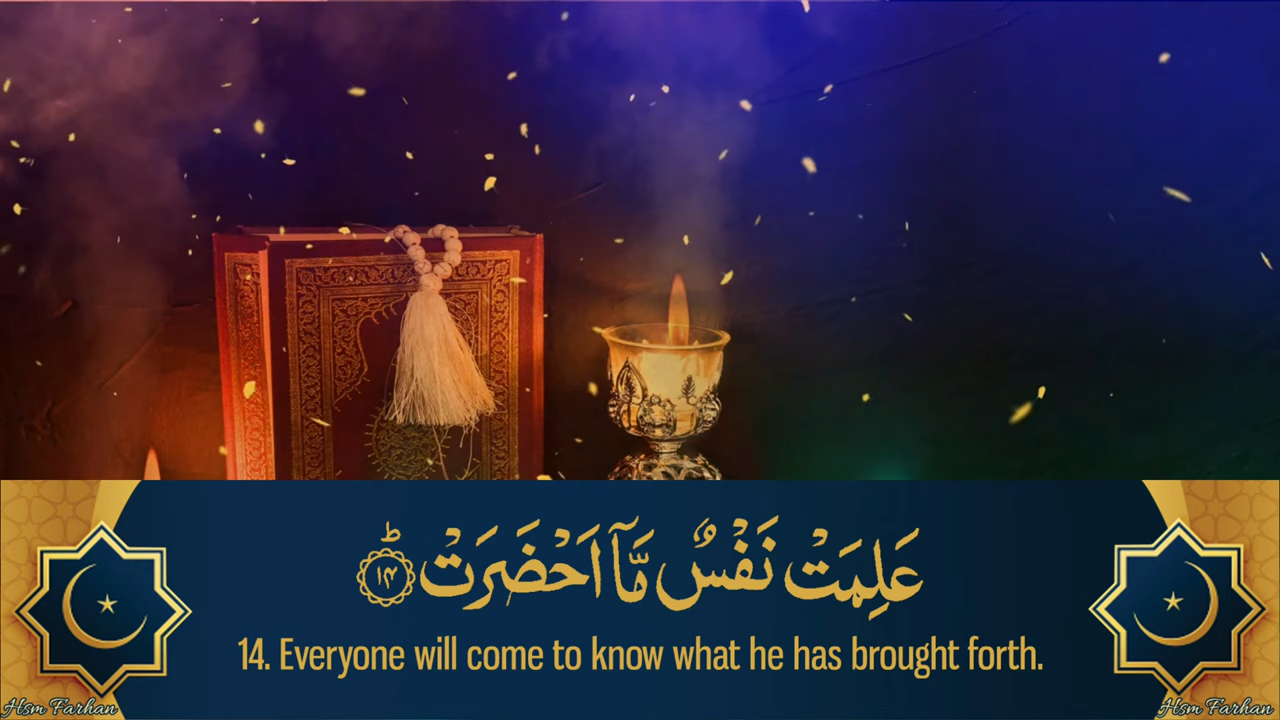 عَلِمَتْ نَفْسٌ مَّآ اَحْضَرَتْ ؕ‏﴿۱۴﴾
14. Everyone will come to know what he has brought forth.
Hsm Farhan
Hsm Farhan